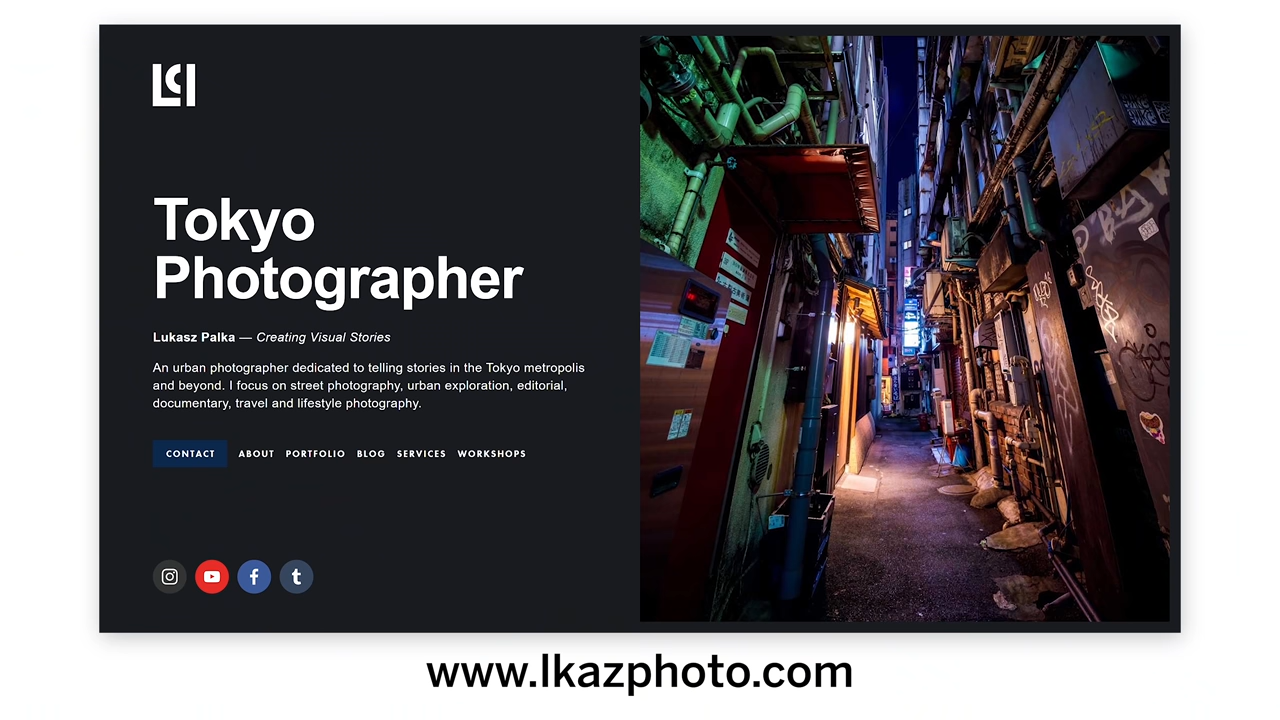 Tokyo
Photographer
Lukasz Palka — Creating Visual Stories
An urban photographer dedicated to telling stories in the Tokyo metropolis
and beyond. I focus on street photography, urban exploration, editorial,
documentary, travel and lifestyle photography.
CONTACT ABOUT PORTFOLIO BLOG SERVICES WORKSHOPS
www.lkazphoto.com